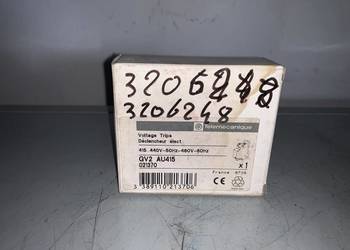 3206248
3206248
Telemecanique
Voltage Trips
Déclencheur élect.
415 440V-50Hz-480V-60Hz
GV2 AU415
021370
x1
France
3 389110 213706